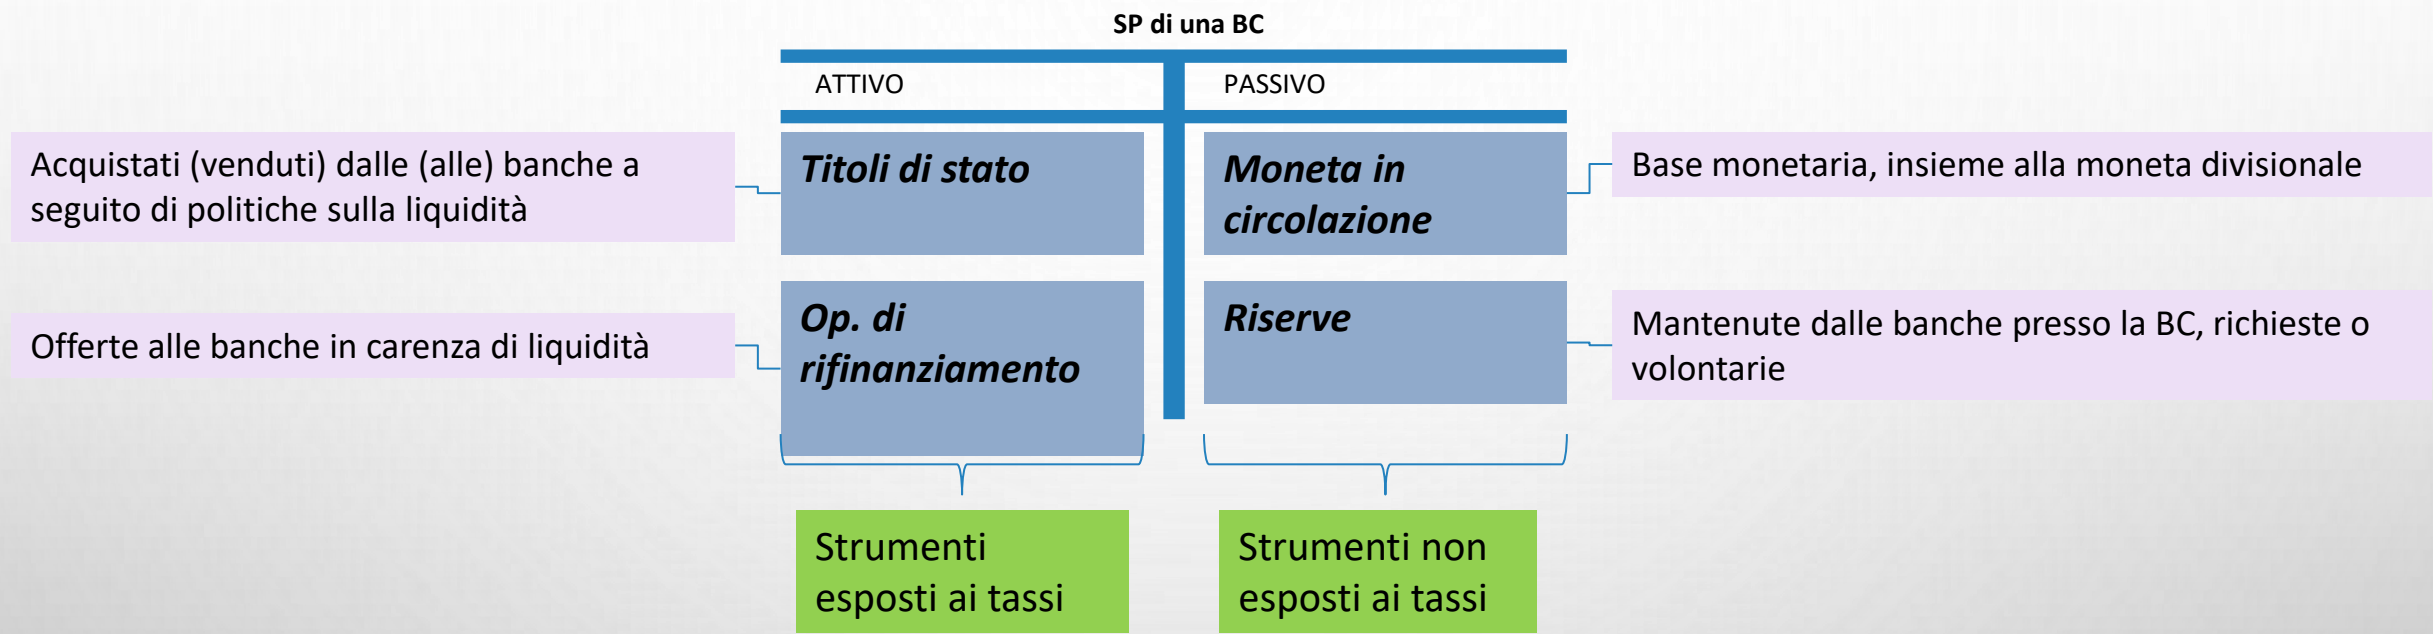 SP di una BC
ATTIVO
PASSIVO
Acquistati (venduti) dalle (alle) banche a
seguito di politiche sulla liquidità
Titoli di stato
Moneta in
circolazione
Base monetaria, insieme alla moneta divisionale
Offerte alle banche in carenza di liquidità
Op. di
rifinanziamento
Riserve
Mantenute dalle banche presso la BC, richieste o
volontarie
Strumenti
esposti ai tassi
Strumenti non
esposti ai tassi